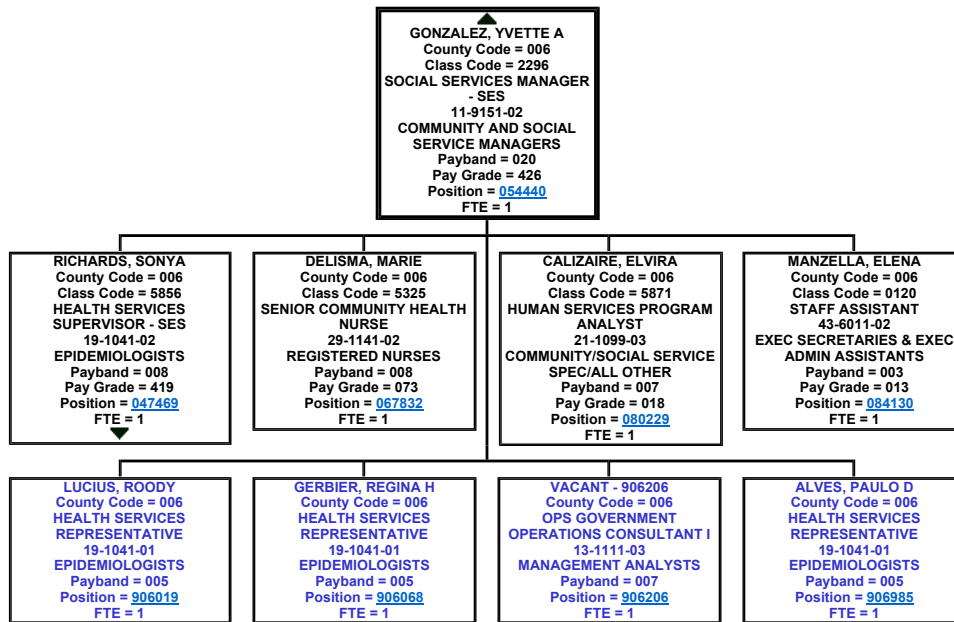 GONZALEZ, YVETTE A
County Code = 006
Class Code = 2296
SOCIAL SERVICES MANAGER
- SES
11-9151-02
COMMUNITY AND SOCIAL
SERVICE MANAGERS
Payband = 020
Pay Grade = 426
Position = 054440
FTE = 1
RICHARDS, SONYA
County Code = 006
Class Code = 5856
HEALTH SERVICES
SUPERVISOR - SES
19-1041-02
EPIDEMIOLOGISTS
Payband = 008
Pay Grade = 419
Position = 047469
FTE = 1
DELISMA, MARIE
County Code = 006
Class Code = 5325
SENIOR COMMUNITY HEALTH
NURSE
29-1141-02
REGISTERED NURSES
Payband = 008
Pay Grade = 073
Position = 067832
FTE = 1
CALIZAIRE, ELVIRA
County Code = 006
Class Code = 5871
HUMAN SERVICES PROGRAM
ANALYST
21-1099-03
COMMUNITY/SOCIAL SERVICE
SPEC/ALL OTHER
Payband = 007
Pay Grade = 018
Position = 080229
FTE = 1
MANZELLA, ELENA
County Code = 006
Class Code = 0120
STAFF ASSISTANT
43-6011-02
EXEC SECRETARIES & EXEC
ADMIN ASSISTANTS
Payband = 003
Pay Grade = 013
Position = 084130
FTE = 1
LUCIUS, ROODY
County Code = 006
HEALTH SERVICES
REPRESENTATIVE
19-1041-01
EPIDEMIOLOGISTS
Payband = 005
Position = 906019
FTE = 1
GERBIER, REGINA H
County Code = 006
HEALTH SERVICES
REPRESENTATIVE
19-1041-01
EPIDEMIOLOGISTS
Payband = 005
Position = 906068
FTE = 1
VACANT - 906206
County Code = 006
OPS GOVERNMENT
OPERATIONS CONSULTANT I
13-1111-03
MANAGEMENT ANALYSTS
Payband = 007
Position = 906206
FTE = 1
ALVES, PAULO D
County Code = 006
HEALTH SERVICES
REPRESENTATIVE
19-1041-01
EPIDEMIOLOGISTS
Payband = 005
Position = 906985
FTE = 1